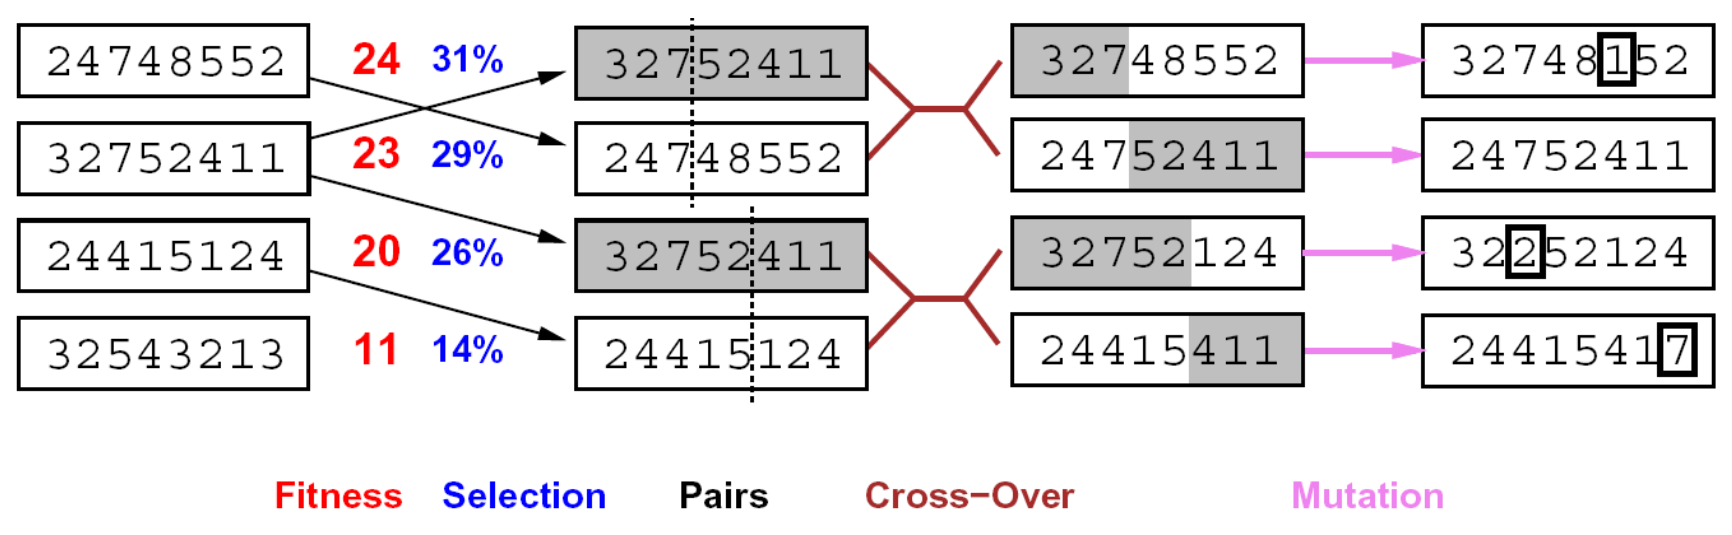 24748552 24 31% 32752411 32748552 32748152
32752411 23 29% 24748552 24752411 24752411
24415124 20 26% 32752411 32752124 32252124
32543213 11 14% 24415124 24415411 24415417
Fitness Selection Pairs Cross-Over Mutation